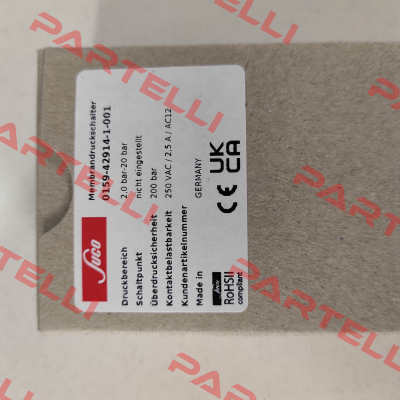 Suco
Membrandruckschalter
0159-42914-1-001
Druckbereich 2,0 bar-20 bar
Schaltpunkt nicht eingestellt
Überdrucksicherheit 200 bar
Kontaktbelastbarkeit 250 VAC / 2,5 A / AC12
Kundenartikelnummer
Made in GERMANY
Suco
RoHSII
compliant
CE
UK
CA
PARTELLI
PARTELLI
PARTELLI
PARTELLI
PARTELLI